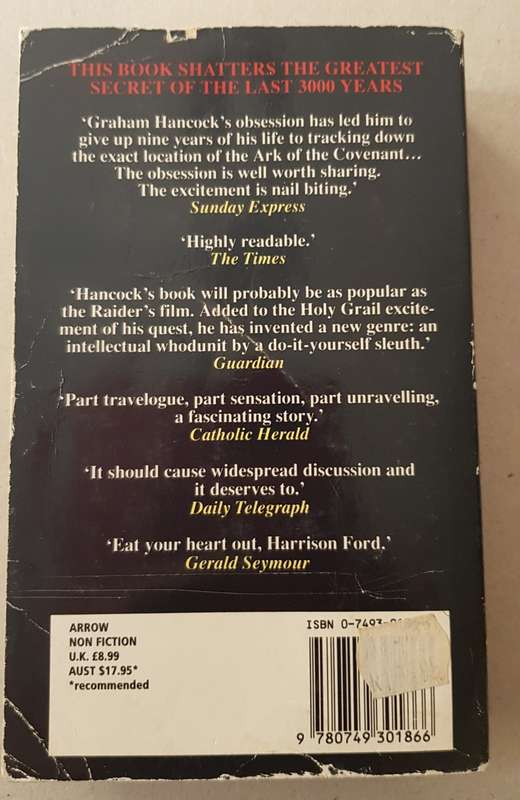 THIS BOOK SHATTERS THE GREATEST
SECRET OF THE LAST 3000 YEARS
‘Graham Hancock’s obsession has led him to
give up nine years of his life to tracking down
the exact location of the Ark of the Covenant...
The obsession is well worth sharing.
The excitement is nail biting.’
Sunday Express
‘Highly readable.’
The Times
‘Hancock’s book will probably be as popular as
the Raider’s film. Added to the Holy Grail excite-
ment of his quest, he has invented a new genre: an
intellectual whodunit by a do-it-yourself sleuth.’
Guardian
‘Part travelogue, part sensation, part unravelling,
a fascinating story.’
Catholic Herald
‘It should cause widespread discussion and
it deserves to.’
Daily Telegraph
‘Eat your heart out, Harrison Ford.’
Gerald Seymour
ARROW
NON FICTION
U.K. £8.99
AUST $17.95*
*recommended
ISBN 0-7493-
9 780749 301866